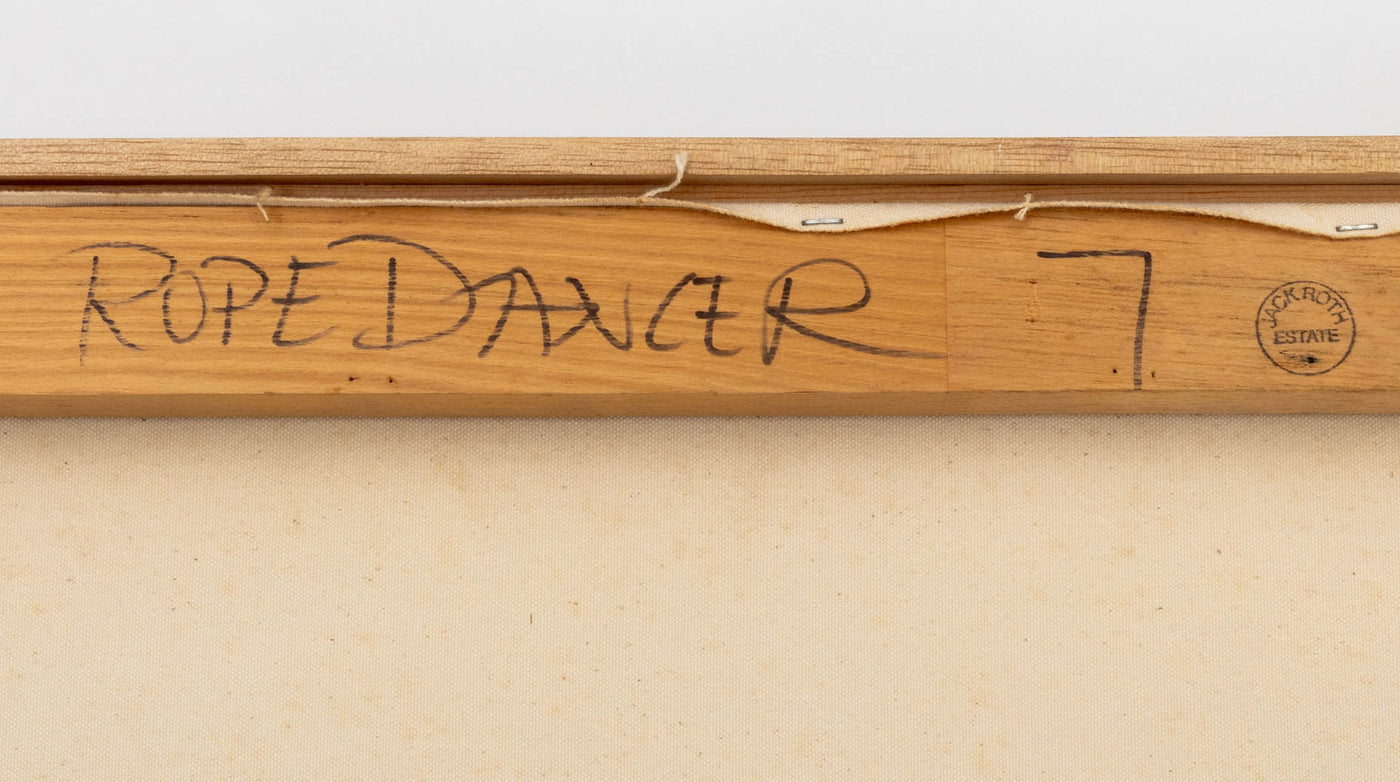 ROPE DANCER 7
JACK ROTH
ESTATE